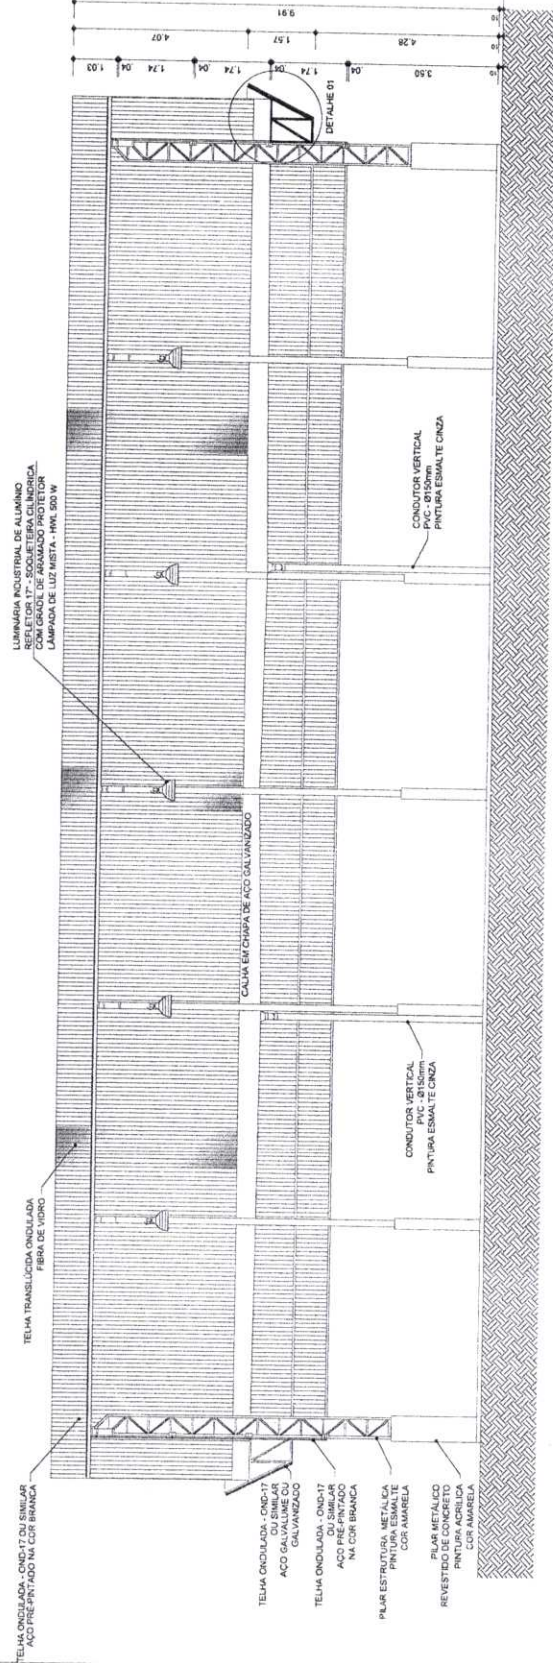 TELHA ONDULADA - OND-17 OU SIMILAR
AÇO PRÉ-PINTADO NA COR BRANCA
TELHA TRANSLÚCIDA ONDULADA
FIBRA DE VIDRO
LUMINÁRIA INDUSTRIAL DE ALUMÍNIO
REFLETOR 17" - SOQUETEIRA CILÍNDRICA
COM GRADIL DE ARAMADO PROTETOR
LÂMPADA DE LUZ MISTA - HWL 500 W
CALHA EM CHAPA DE AÇO GALVANIZADO
TELHA ONDULADA - OND-17
OU SIMILAR
AÇO GALVALUME OU
GALVANIZADO
TELHA ONDULADA - OND-17
OU SIMILAR
AÇO PRÉ-PINTADO
NA COR BRANCA
PILAR ESTRUTURA METÁLICA
PINTURA ESMALTE
COR AMARELA
PILAR METÁLICO
REVESTIDO DE CONCRETO
PINTURA ACRÍLICA
COR AMARELA
CONDUTOR VERTICAL
PVC - Ø150mm
PINTURA ESMALTE CINZA
CONDUTOR VERTICAL
PVC - Ø150mm
PINTURA ESMALTE CINZA
DETALHE 01
1.03
.04
1.74
.04
1.74
.04
1.74
.04
3.50
10
4.07
1.57
4.28
10
9.91
10